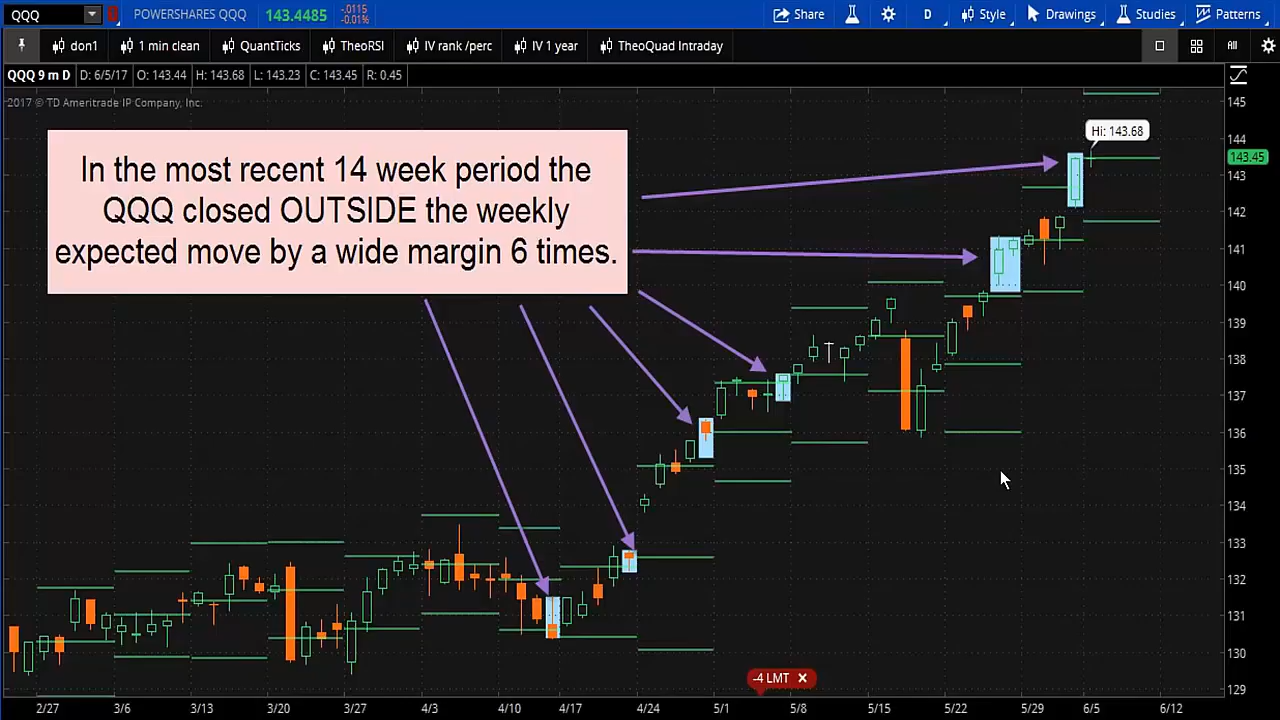 QQQ POWERSHARES QQQ 143.4485 -.0115 -0.01% Share D Style Drawings Studies Patterns
don1 1 min clean QuantTicks TheoRSI IV rank /perc IV 1 year TheoQuad Intraday All
QQQ 9 m D D: 6/5/17 O: 143.44 H: 143.68 L: 143.23 C: 143.45 R: 0.45
2017 © TD Ameritrade IP Company, Inc.
Hi: 143.68
In the most recent 14 week period the
QQQ closed OUTSIDE the weekly
expected move by a wide margin 6 times.
145
144
143.45
143
142
141
140
139
138
137
136
135
134
133
132
131
130
129
-4 LMT X
2/27 3/6 3/13 3/20 3/27 4/3 4/10 4/17 4/24 5/1 5/8 5/15 5/22 5/29 6/5 6/12